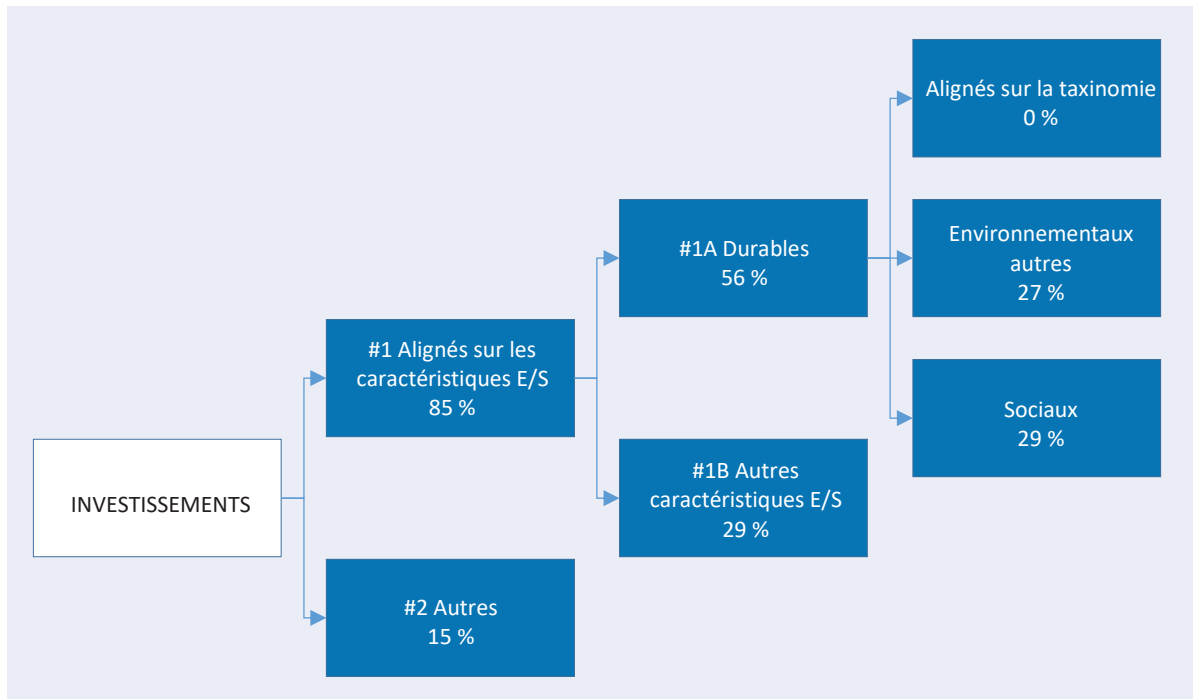 INVESTISSEMENTS
#1 Alignés sur les
caractéristiques E/S
85 %
#2 Autres
15 %
#1A Durables
56 %
#1B Autres
caractéristiques E/S
29 %
Alignés sur la taxinomie
0 %
Environnementaux
autres
27 %
Sociaux
29 %